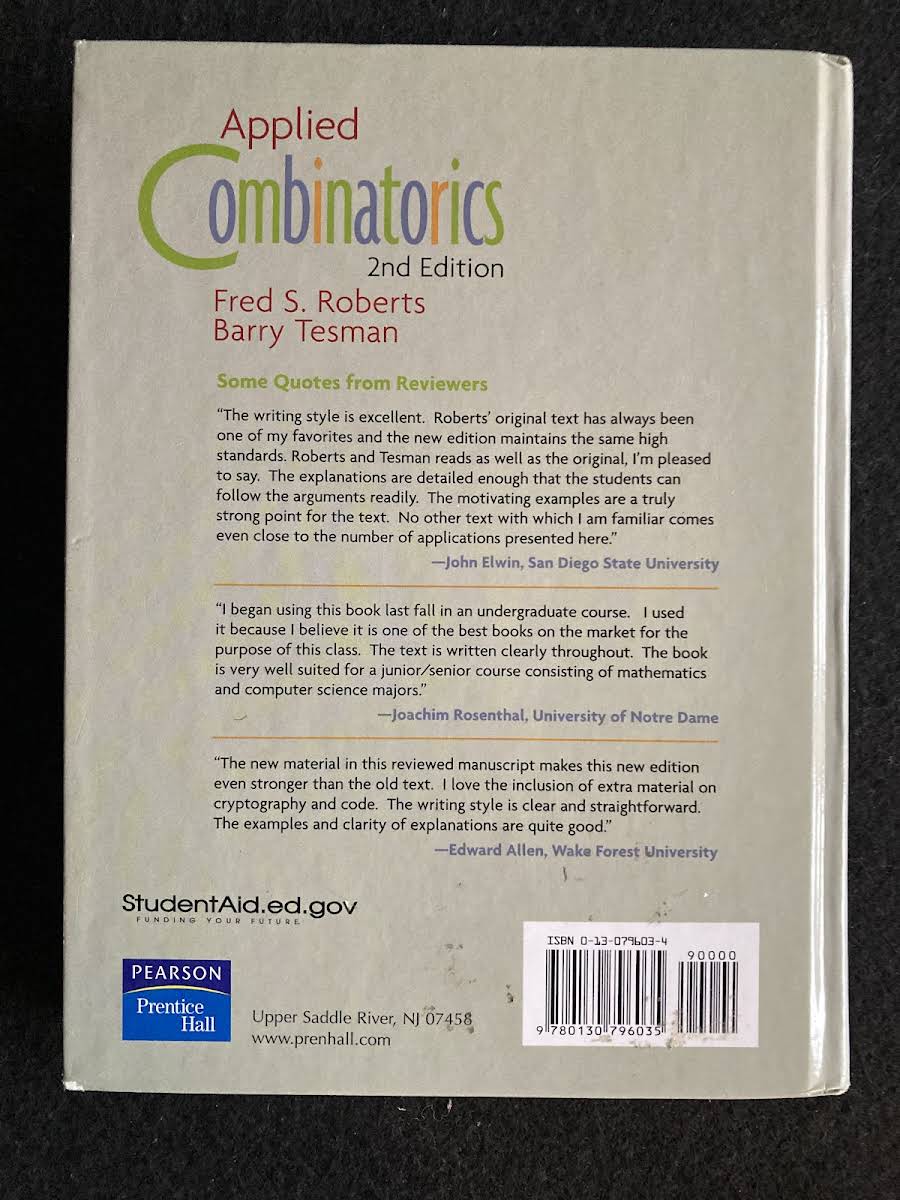 Applied
Combinatorics
2nd Edition
Fred S. Roberts
Barry Tesman
Some Quotes from Reviewers
“The writing style is excellent. Roberts’ original text has always been
one of my favorites and the new edition maintains the same high
standards. Roberts and Tesman reads as well as the original, I’m pleased
to say. The explanations are detailed enough that the students can
follow the arguments readily. The motivating examples are a truly
strong point for the text. No other text with which I am familiar comes
even close to the number of applications presented here.”
—John Elwin, San Diego State University
“I began using this book last fall in an undergraduate course. I used
it because I believe it is one of the best books on the market for the
purpose of this class. The text is written clearly throughout. The book
is very well suited for a junior/senior course consisting of mathematics
and computer science majors.”
—Joachim Rosenthal, University of Notre Dame
“The new material in this reviewed manuscript makes this new edition
even stronger than the old text. I love the inclusion of extra material on
cryptography and code. The writing style is clear and straightforward.
The examples and clarity of explanations are quite good.”
—Edward Allen, Wake Forest University
StudentAid.ed.gov
FUNDING YOUR FUTURE.
PEARSON
Prentice
Hall
Upper Saddle River, NJ 07458
www.prenhall.com
ISBN 0-13-079603-4
90000
9 780130 796035